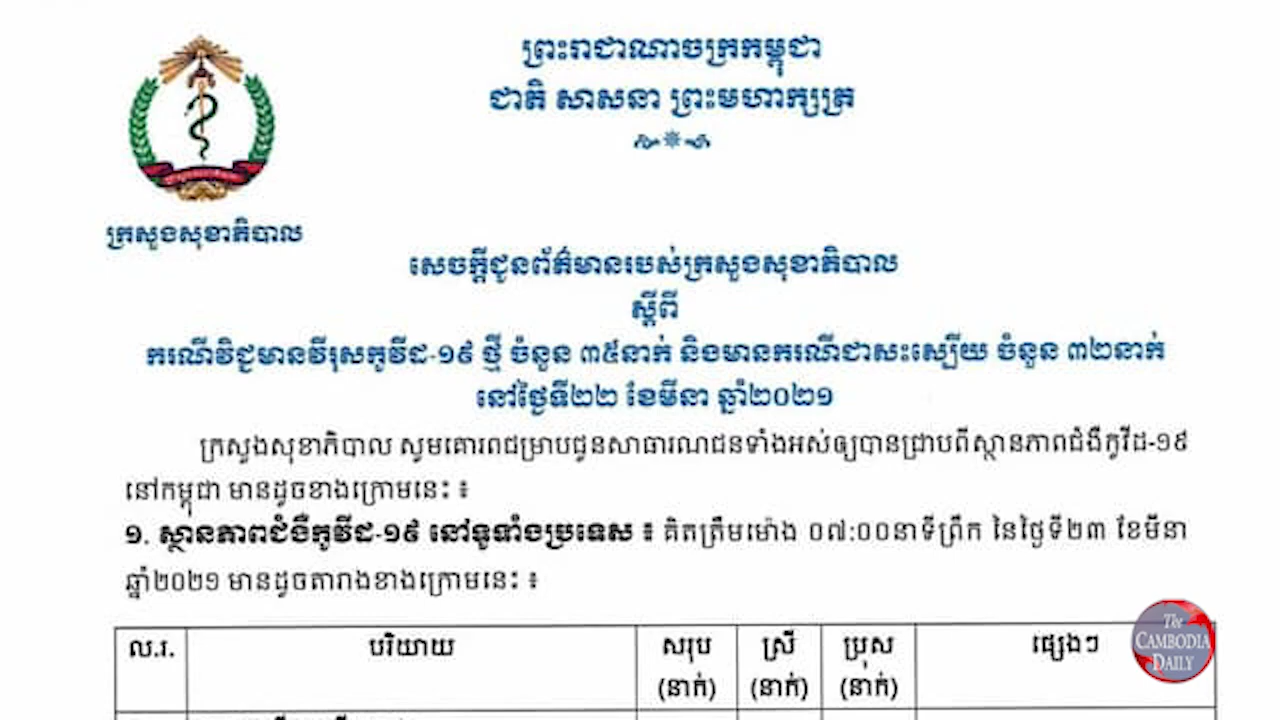 ព្រះរាជាណាចក្រកម្ពុជា
ជាតិ សាសនា ព្រះមហាក្សត្រ
ក្រសួងសុខាភិបាល
សេចក្តីជូនព័ត៌មានរបស់ក្រសួងសុខាភិបាល
ស្តីពី
ករណីវិជ្ជមានវីរុសកូវីដ-១៩ ថ្មី ចំនួន ៣៥នាក់ និងមានករណីជាសះស្បើយ ចំនួន ៣២នាក់
នៅថ្ងៃទី២២ ខែមីនា ឆ្នាំ២០២១
ក្រសួងសុខាភិបាល សូមគោរពជម្រាបជូនសាធារណជនទាំងអស់ឲ្យបានជ្រាបពីស្ថានភាពជំងឺកូវីដ-១៩
នៅកម្ពុជា មានដូចខាងក្រោមនេះ ៖
១. ស្ថានភាពជំងឺកូវីដ-១៩ នៅទូទាំងប្រទេស ៖ គិតត្រឹមម៉ោង ០៧:០០នាទីព្រឹក នៃថ្ងៃទី២៣ ខែមីនា
ឆ្នាំ២០២១ មានដូចតារាងខាងក្រោមនេះ ៖
ល.រ. បរិយាយ សរុប (នាក់) ស្រី (នាក់) ប្រុស (នាក់) ផ្សេងៗ
The
CAMBODIA
DAILY